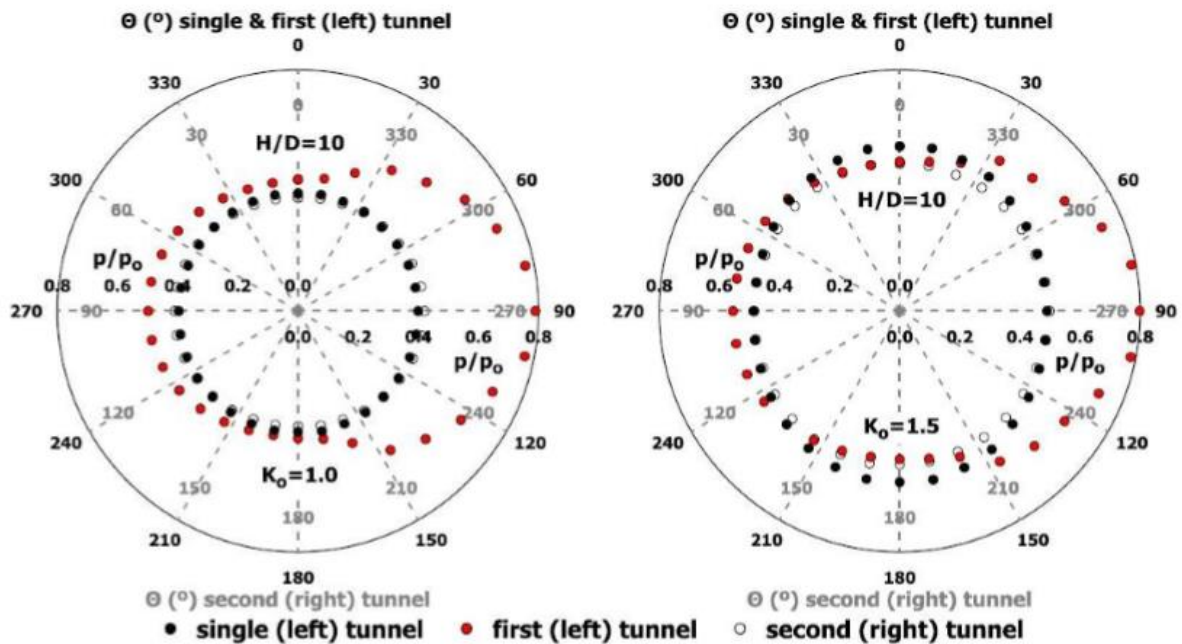 Θ (°) single & first (left) tunnel
0
330 30
0
30 330
H/D=10
300 60
60 300
p/pₒ
0.8 0.6 0.4 0.2 0.0
270 90 270 90
0.0 0.2 0.4 0.6 0.8
p/pₒ
120 240
240 120
Kₒ=1.0
150 210
180
210 150
180
Θ (°) second (right) tunnel
Θ (°) single & first (left) tunnel
0
330 30
0
30 330
H/D=10
300 60
60 300
p/pₒ
0.8 0.6 0.4 0.2 0.0
270 90 270 90
0.0 0.2 0.4 0.6 0.8
p/pₒ
120 240
240 120
Kₒ=1.5
150 210
180
210 150
180
Θ (°) second (right) tunnel
single (left) tunnel first (left) tunnel second (right) tunnel